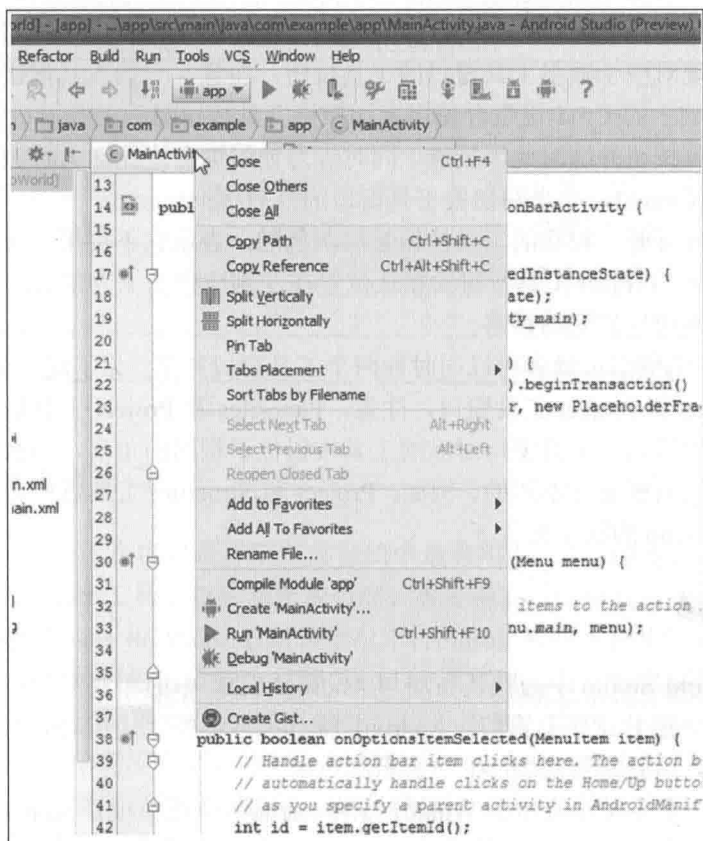 orld] - [app] - ...\app\src\main\java\com\example\app\MainActivity.java - Android Studio (Preview)
Refactor Build Run Tools VCS Window Help
app ?
java com example app MainActivity
MainActivity
oWorld]
Close Ctrl+F4
13 Close Others
14 publ Close All onBarActivity {
15
16 Copy Path Ctrl+Shift+C
17 Copy Reference Ctrl+Alt+Shift+C edInstanceState) {
18 Split Vertically ate);
19 Split Horizontally ty_main);
20 Pin Tab
21 Tabs Placement )
22 ).beginTransaction()
23 Sort Tabs by Filename r, new PlaceholderFra
24 Select Next Tab Alt+Right
25 Select Previous Tab Alt+Left
26 Reopen Closed Tab
n.xml
27 Add to Favorites
ain.xml
28 Add All To Favorites
29 Rename File...
30 (Menu menu) {
31 Compile Module 'app' Ctrl+Shift+F9
32 Create 'MainActivity'... items to the action
33 Run 'MainActivity' Ctrl+Shift+F10 nu.main, menu);
34
35 Debug 'MainActivity'
36 Local History
37 Create Gist...
38 public boolean onOptionsItemSelected(MenuItem item) {
39 // Handle action bar item clicks here. The action b
40 // automatically handle clicks on the Home/Up butto
41 // as you specify a parent activity in AndroidManif
42 int id = item.getItemId();